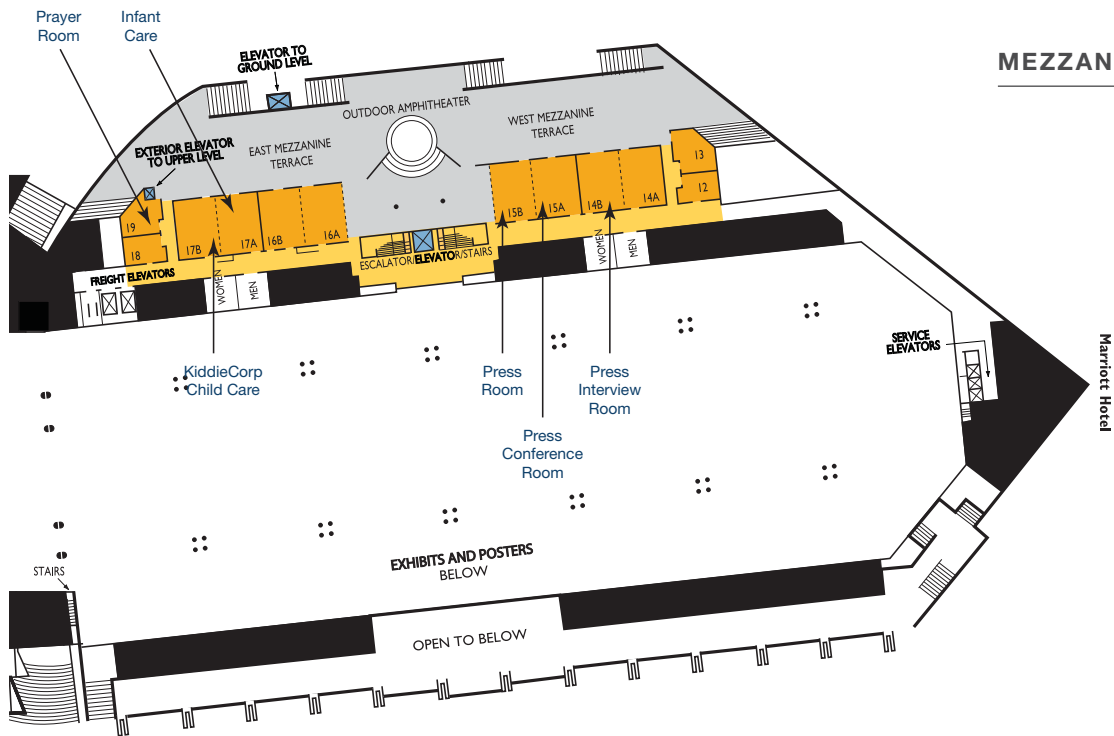 Prayer
Room
Infant
Care
MEZZAN
ELEVATOR TO
GROUND LEVEL
OUTDOOR AMPHITHEATER
WEST MEZZANINE
TERRACE
EXTERIOR ELEVATOR
TO UPPER LEVEL
EAST MEZZANINE
TERRACE
13
12
19
18
17B
17A
16B
16A
15B
15A
14B
14A
ESCALATOR/ELEVATOR/STAIRS
FREIGHT ELEVATORS
WOMEN
MEN
WOMEN
MEN
SERVICE
ELEVATORS
Marriott Hotel
KiddieCorp
Child Care
Press
Room
Press
Interview
Room
Press
Conference
Room
EXHIBITS AND POSTERS
BELOW
STAIRS
OPEN TO BELOW